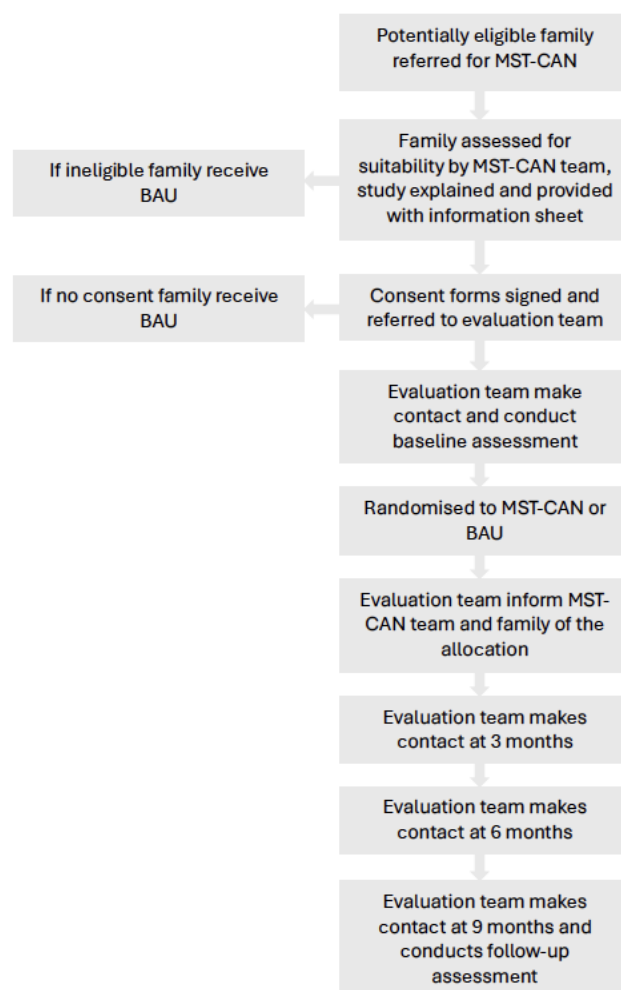 Potentially eligible family
referred for MST-CAN
Family assessed for
suitability by MST-CAN team,
study explained and provided
with information sheet
If ineligible family receive
BAU
Consent forms signed and
referred to evaluation team
If no consent family receive
BAU
Evaluation team make
contact and conduct
baseline assessment
Randomised to MST-CAN or
BAU
Evaluation team inform MST-
CAN team and family of the
allocation
Evaluation team makes
contact at 3 months
Evaluation team makes
contact at 6 months
Evaluation team makes
contact at 9 months and
conducts follow-up
assessment